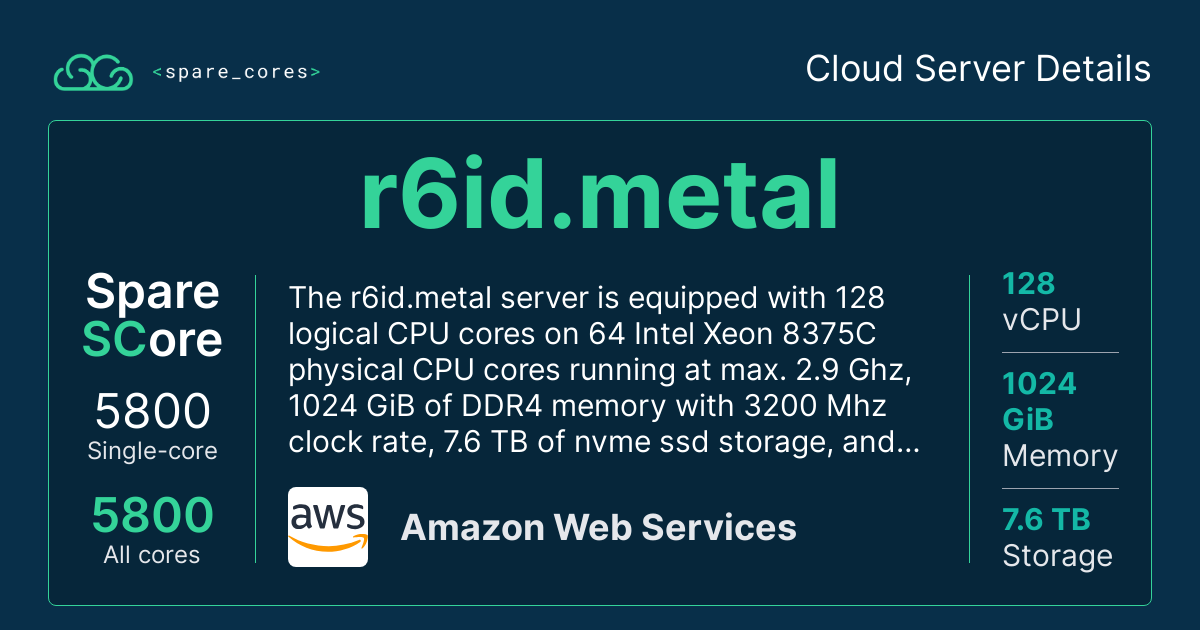 <spare_cores>
Cloud Server Details
r6id.metal
Spare
SCore
5800
Single-core
5800
All cores
The r6id.metal server is equipped with 128
logical CPU cores on 64 Intel Xeon 8375C
physical CPU cores running at max. 2.9 Ghz,
1024 GiB of DDR4 memory with 3200 Mhz
clock rate, 7.6 TB of nvme ssd storage, and...
aws
Amazon Web Services
128
vCPU
1024
GiB
Memory
7.6 TB
Storage